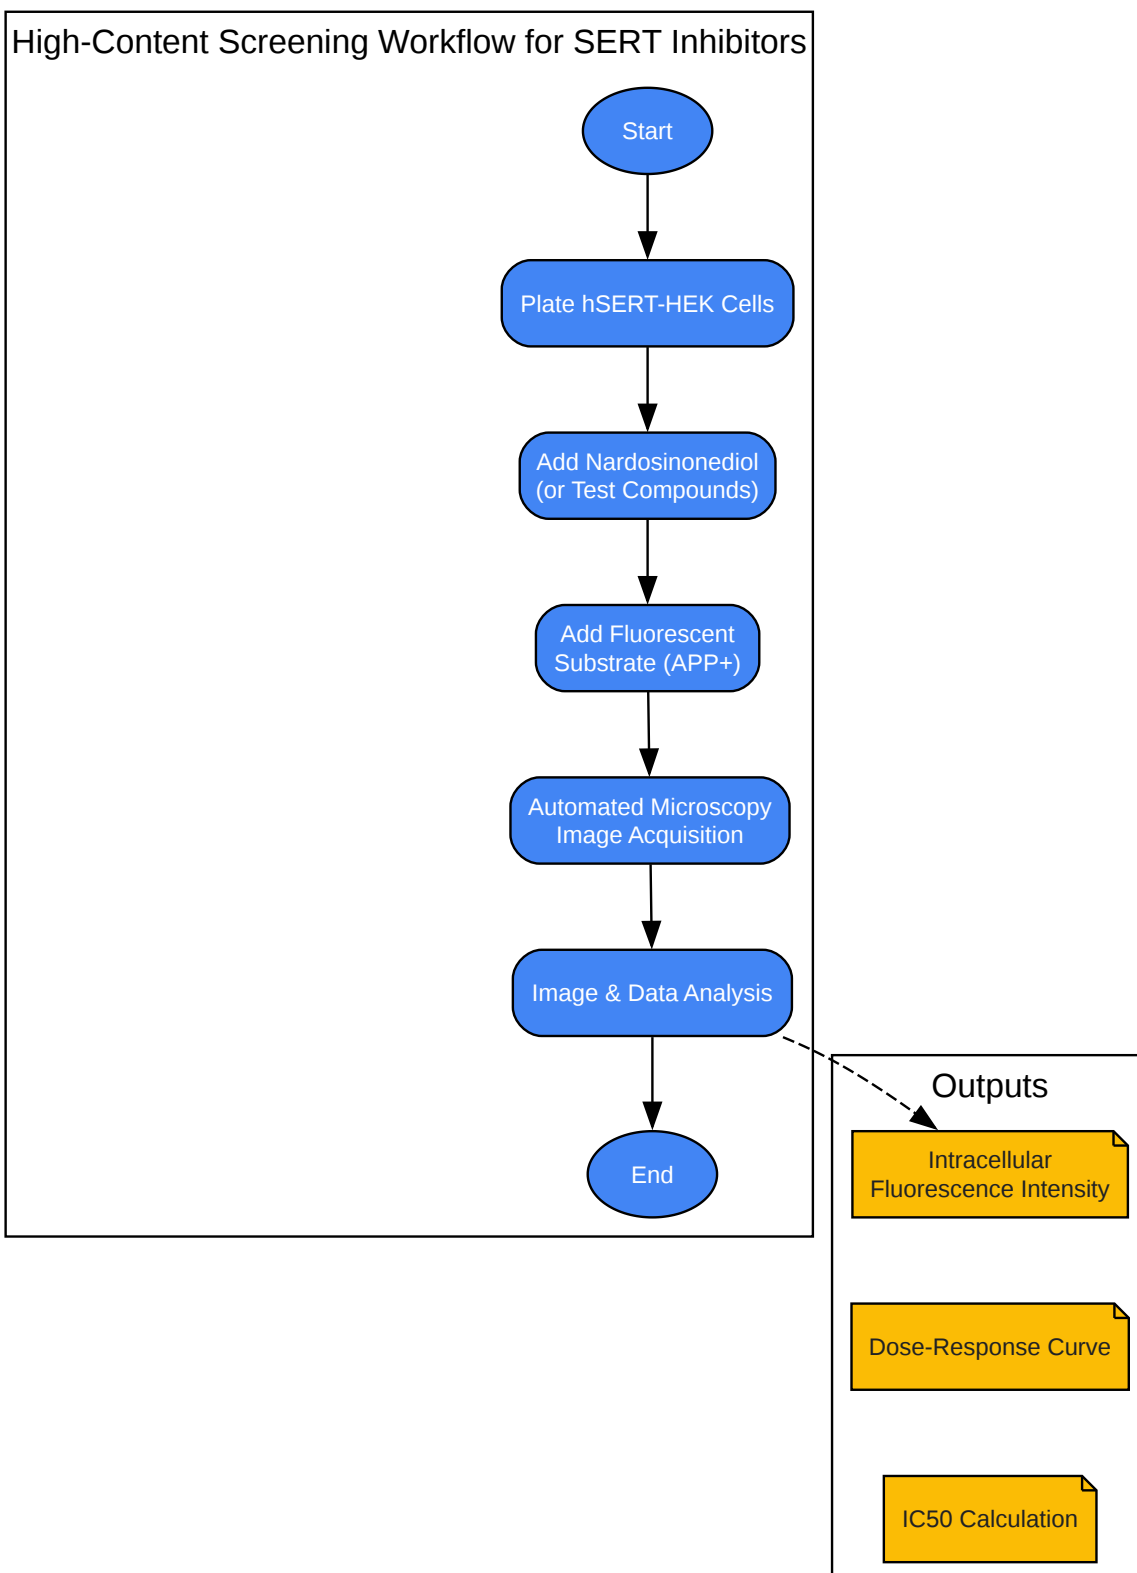 High-Content Screening Workflow for SERT Inhibitors
Start
Plate hSERT-HEK Cells
Add Nardosinonediol
(or Test Compounds)
Add Fluorescent
Substrate (APP+)
Automated Microscopy
Image Acquisition
Image & Data Analysis
End
Outputs
Intracellular
Fluorescence Intensity
Dose-Response Curve
IC50 Calculation